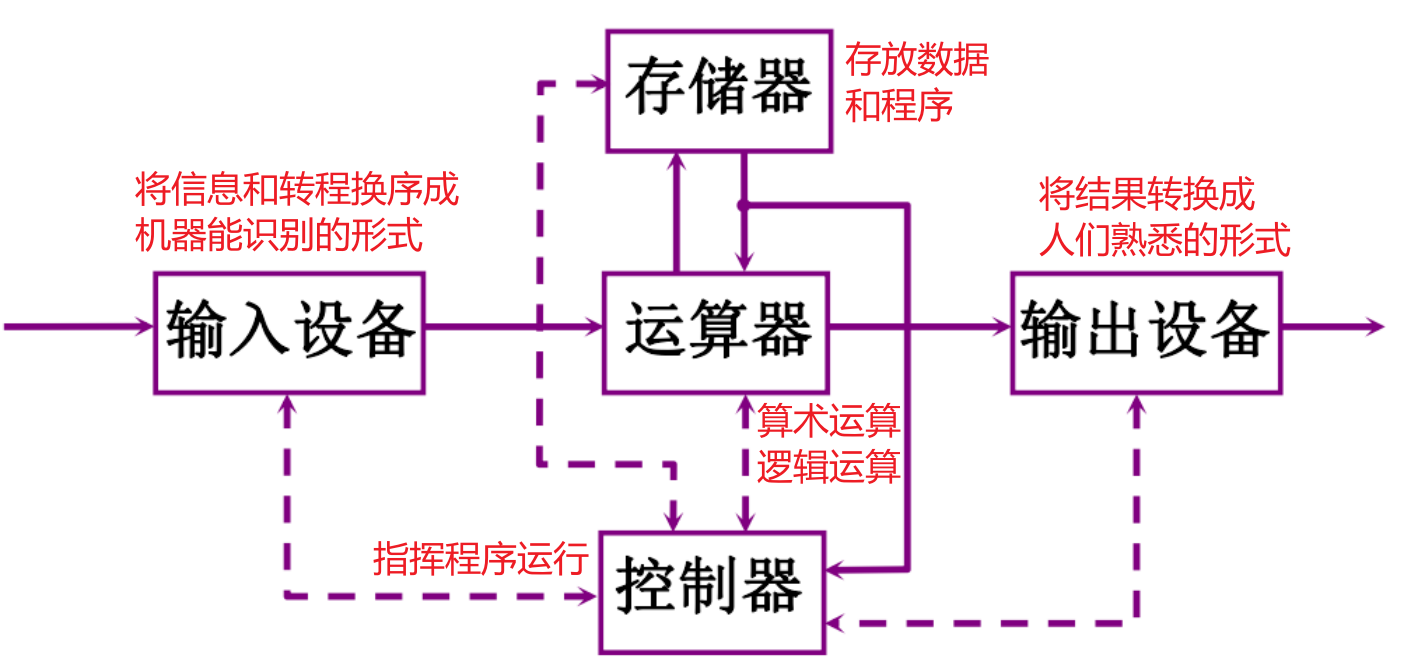 存储器
存放数据
和程序
将信息和转程换序成
机器能识别的形式
将结果转换成
人们熟悉的形式
输入设备
运算器
输出设备
算术运算
逻辑运算
指挥程序运行
控制器